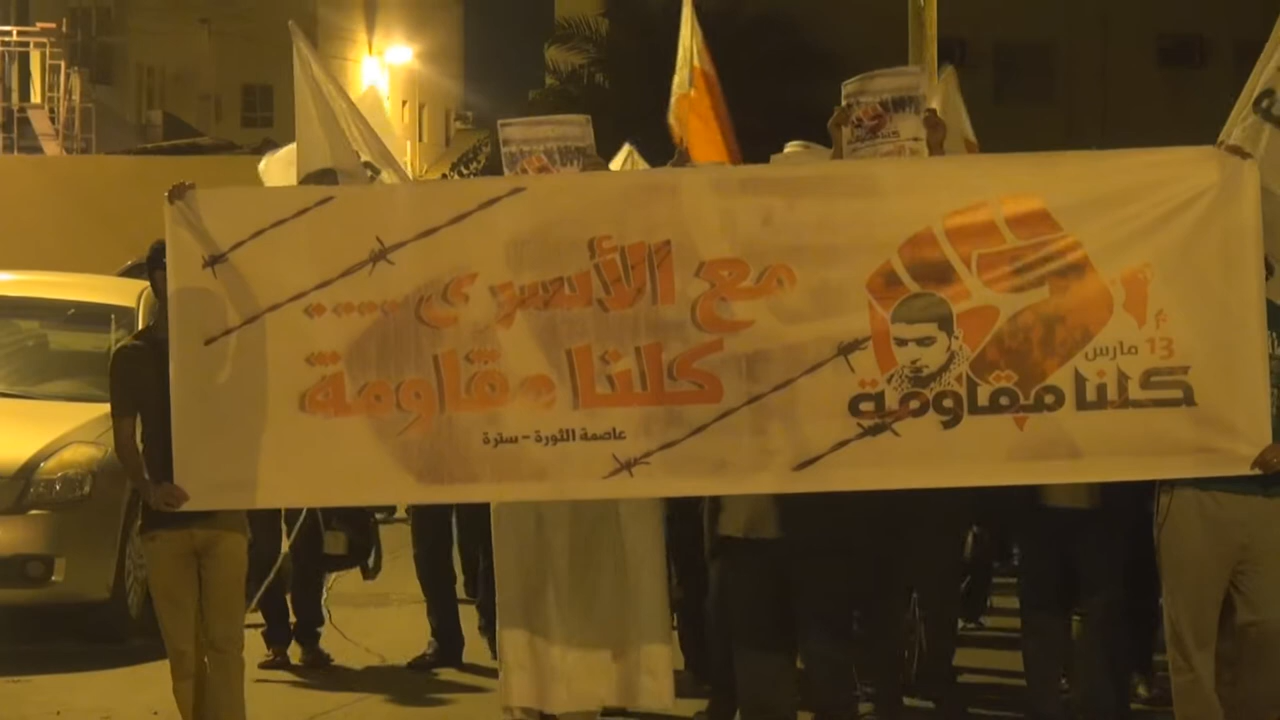 مع الأسرى....
كلنا مقاومة
عاصمة الثورة - سترة
13 مارس
كلنا مقاومة